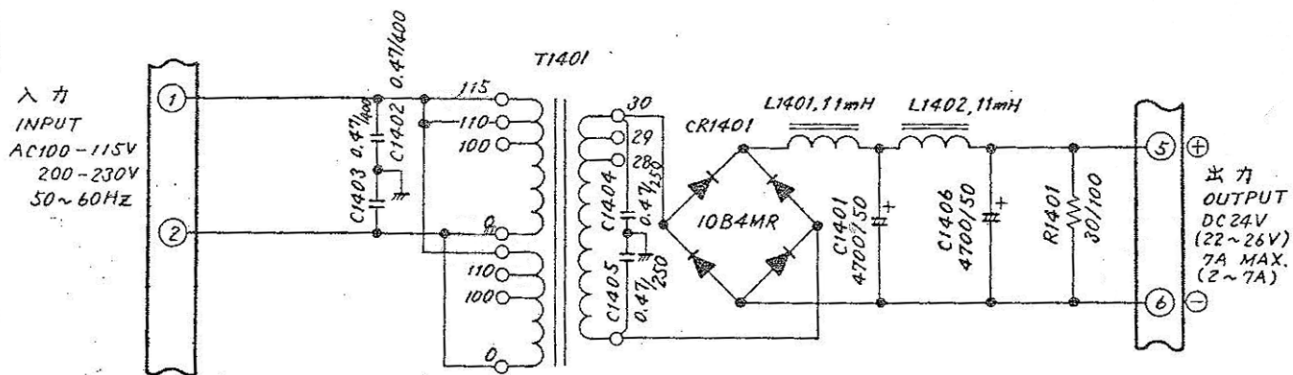 入力
INPUT
AC100-115V
200-230V
50~60Hz
1
2
C1402 0.47/400
C1403 0.47/400
T1401
115
110
100
0
110
100
0
30
29
28
C1404
0.47/250
C1405
0.47/250
CR1401
10B4MR
L1401, 11mH
L1402, 11mH
C1401
4700/50
C1406
4700/50
R1401
30/100
5
⊕
6
⊖
出力
OUTPUT
DC24V
(22~26V)
7A MAX.
(2~7A)